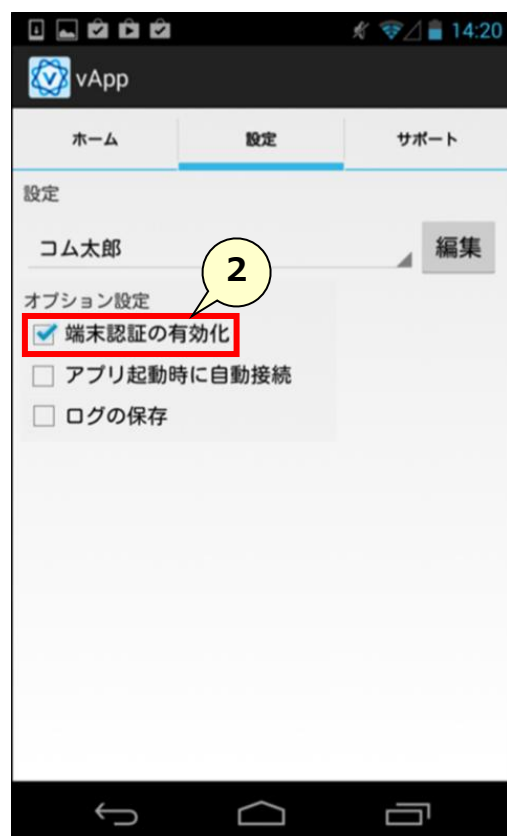 14:20
vApp
ホーム 設定 サポート
設定
コム太郎 編集
2
オプション設定
端末認証の有効化
アプリ起動時に自動接続
ログの保存